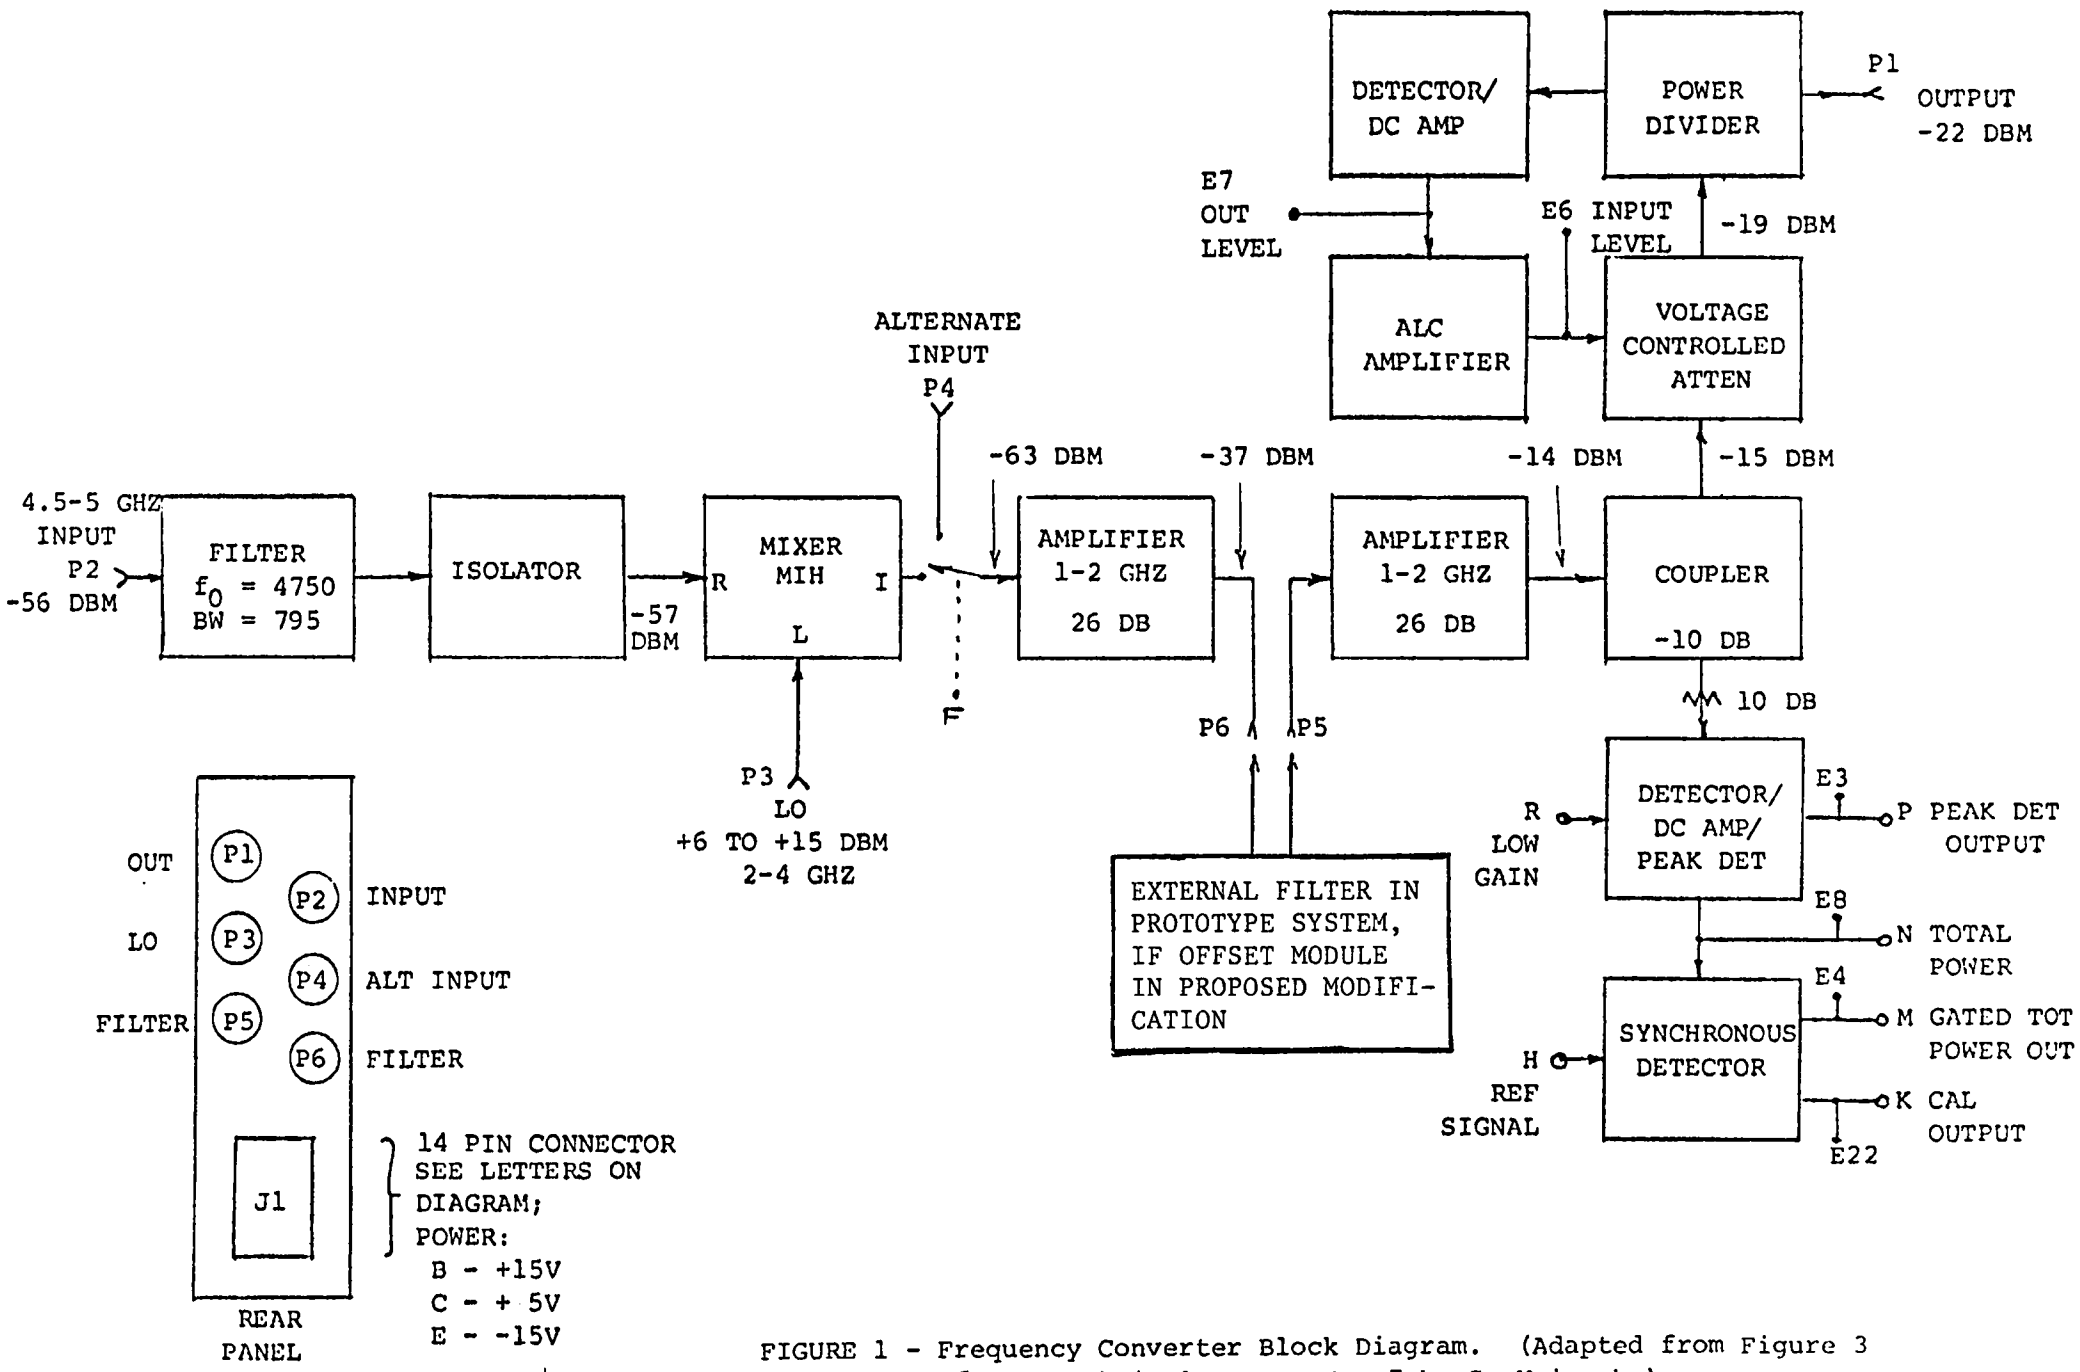 DETECTOR/
DC AMP
POWER
DIVIDER
P1
OUTPUT
-22 DBM
E7
OUT
LEVEL
E6 INPUT
LEVEL
-19 DBM
ALC
AMPLIFIER
VOLTAGE
CONTROLLED
ATTEN
ALTERNATE
INPUT
P4
-63 DBM
-37 DBM
-14 DBM
-15 DBM
4.5-5 GHZ
INPUT
P2
-56 DBM
FILTER
f0 = 4750
BW = 795
ISOLATOR
-57
DBM
MIXER
MIH
R
I
L
F
AMPLIFIER
1-2 GHZ
26 DB
AMPLIFIER
1-2 GHZ
26 DB
COUPLER
-10 DB
10 DB
P6
P5
P3
LO
+6 TO +15 DBM
2-4 GHZ
EXTERNAL FILTER IN
PROTOTYPE SYSTEM,
IF OFFSET MODULE
IN PROPOSED MODIFI-
CATION
R
LOW
GAIN
DETECTOR/
DC AMP/
PEAK DET
E3
P PEAK DET
OUTPUT
E8
N TOTAL
POWER
E4
M GATED TOT
POWER OUT
H
REF
SIGNAL
SYNCHRONOUS
DETECTOR
K CAL
OUTPUT
E22
OUT
P1
P2
INPUT
LO
P3
P4
ALT INPUT
FILTER
P5
P6
FILTER
J1
14 PIN CONNECTOR
SEE LETTERS ON
DIAGRAM;
POWER:
B - +15V
C - + 5V
E - -15V
REAR
PANEL
FIGURE 1 - Frequency Converter Block Diagram. (Adapted from Figure 3